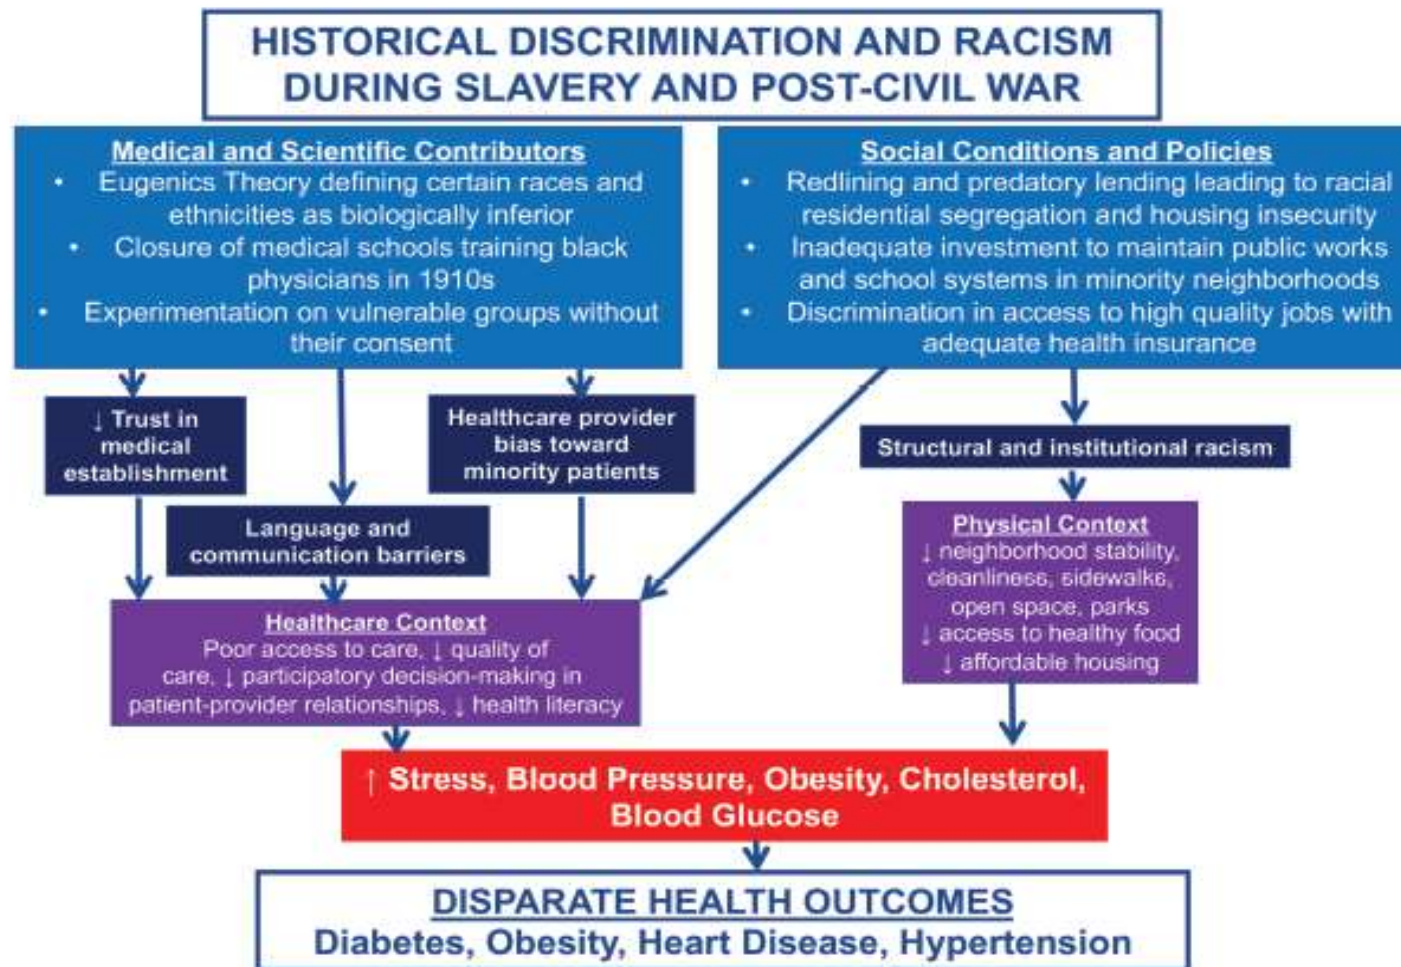 HISTORICAL DISCRIMINATION AND RACISM
DURING SLAVERY AND POST-CIVIL WAR
Medical and Scientific Contributors
• Eugenics Theory defining certain races and
ethnicities as biologically inferior
• Closure of medical schools training black
physicians in 1910s
• Experimentation on vulnerable groups without
their consent
Social Conditions and Policies
• Redlining and predatory lending leading to racial
residential segregation and housing insecurity
• Inadequate investment to maintain public works
and school systems in minority neighborhoods
• Discrimination in access to high quality jobs with
adequate health insurance
↓ Trust in
medical
establishment
Language and
communication barriers
Healthcare provider
bias toward
minority patients
Structural and institutional racism
Healthcare Context
Poor access to care, ↓ quality of
care, ↓ participatory decision-making in
patient-provider relationships, ↓ health literacy
Physical Context
↓ neighborhood stability,
cleanliness, sidewalks,
open space, parks
↓ access to healthy food
↓ affordable housing
↑ Stress, Blood Pressure, Obesity, Cholesterol,
Blood Glucose
DISPARATE HEALTH OUTCOMES
Diabetes, Obesity, Heart Disease, Hypertension